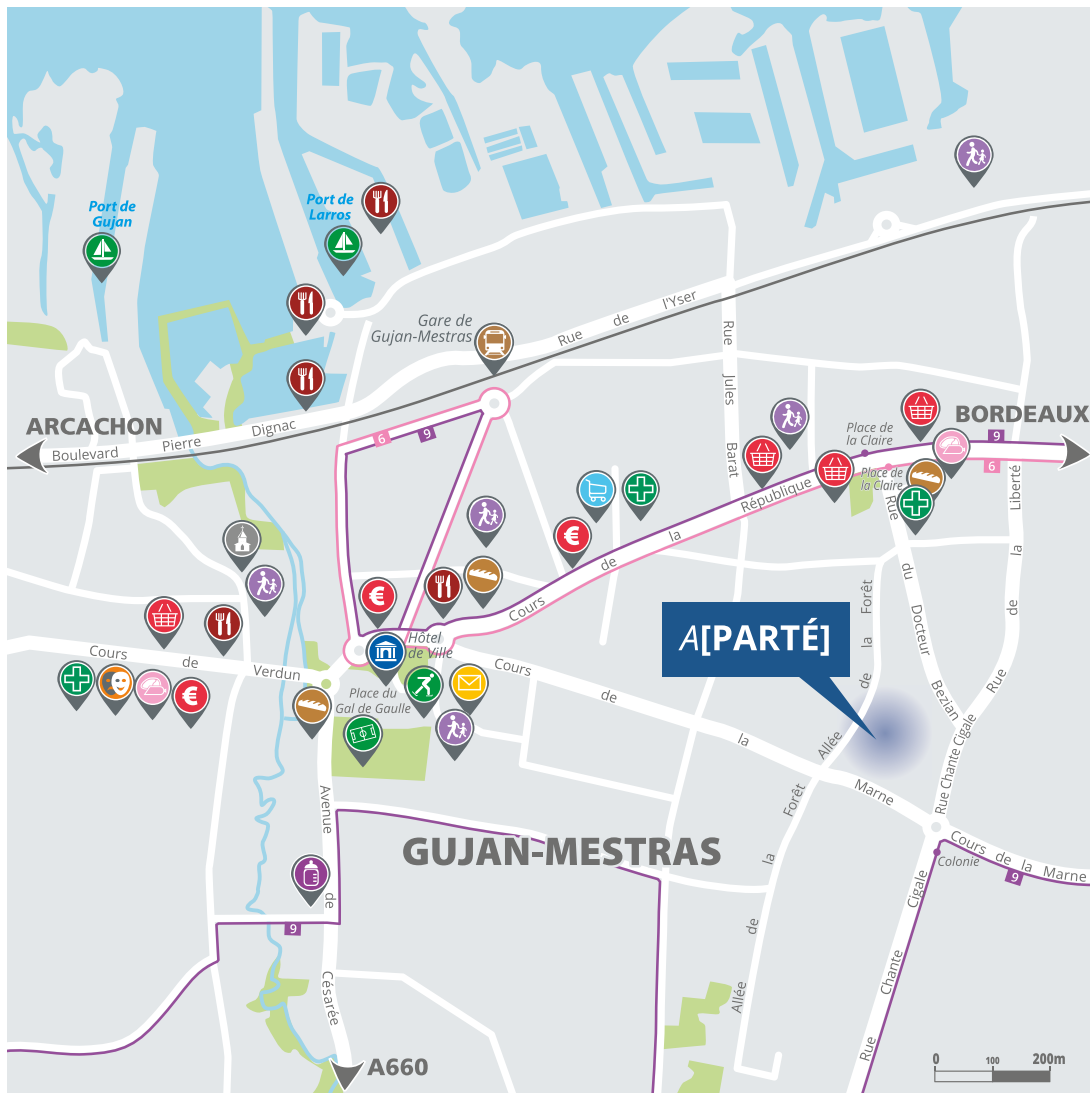 Port de
Gujan
Port de
Larros
Gare de
Gujan-Mestras
Rue de l'Yser
ARCACHON
Boulevard Pierre Dignac
6
9
Rue Jules Barat
Place de
la Claire
BORDEAUX
9
6
Place de
la Claire
Cours de la République
€
Rue du Docteur Bezian
Rue de la Liberté
€
Hôtel
de Ville
Cours de Verdun
€
Place du
Gal de Gaulle
Cours de la Marne
A[PARTÉ]
Allée de la Forêt
Rue Chante Cigale
Allée de la Forêt
GUJAN-MESTRAS
Avenue de Césarée
9
Colonie
Cours de la Marne
9
Rue Chante Cigale
A660
0 100 200m